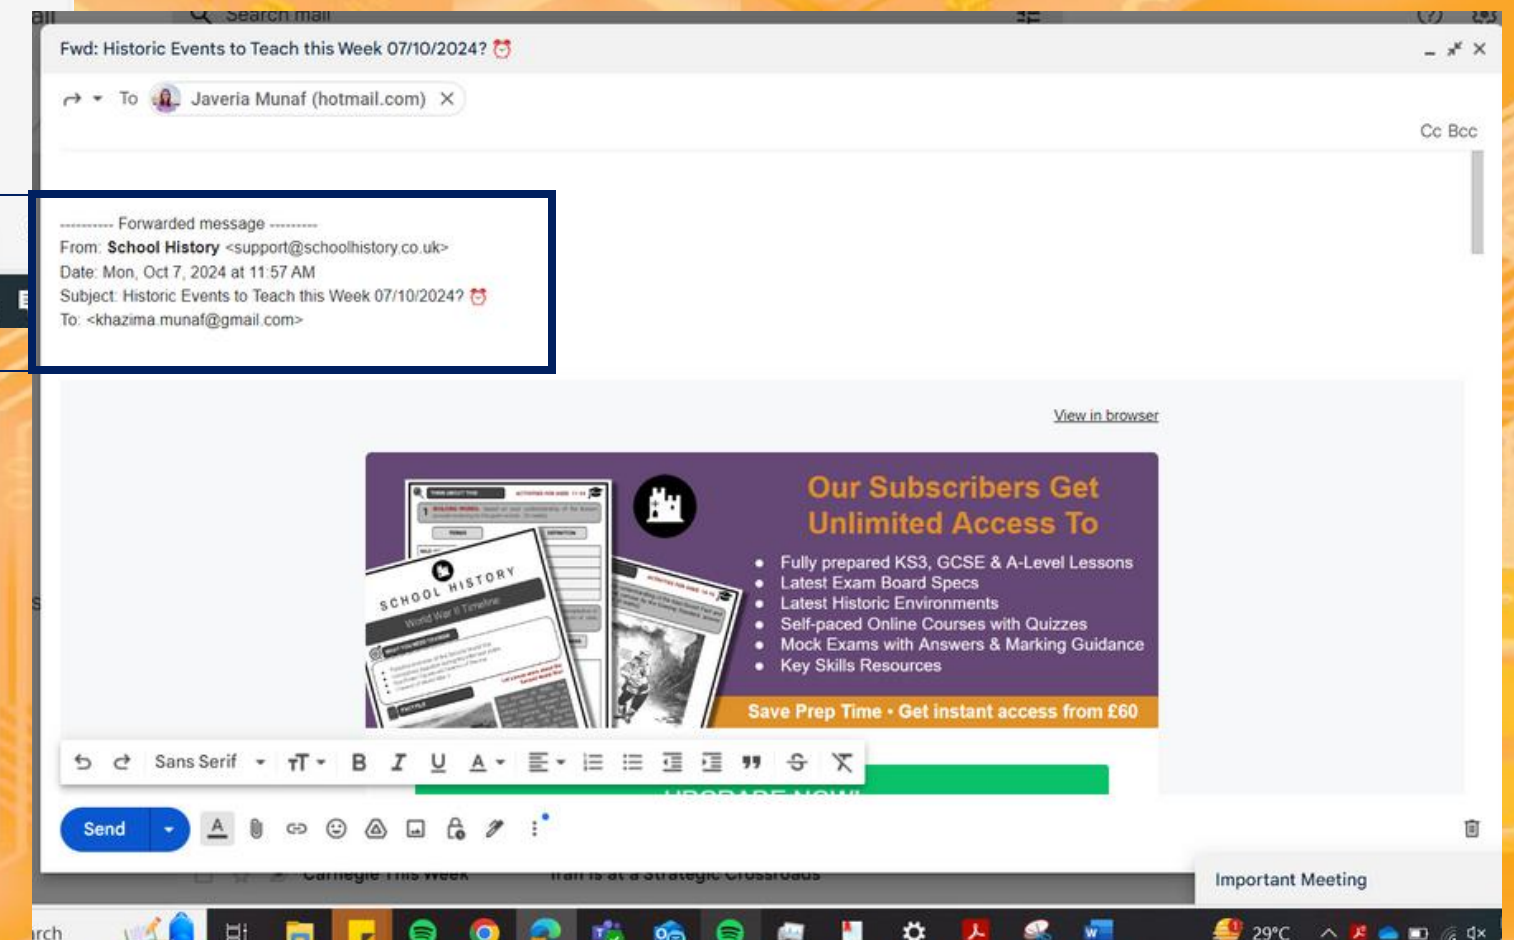 Search mail
Fwd: Historic Events to Teach this Week 07/10/2024? ⏰
To Javeria Munaf (hotmail.com)
Cc Bcc
---------- Forwarded message ---------
From: School History <support@schoolhistory.co.uk>
Date: Mon, Oct 7, 2024 at 11:57 AM
Subject: Historic Events to Teach this Week 07/10/2024? ⏰
To: <khazima.munaf@gmail.com>
View in browser
Our Subscribers Get
Unlimited Access To
• Fully prepared KS3, GCSE & A-Level Lessons
• Latest Exam Board Specs
• Latest Historic Environments
• Self-paced Online Courses with Quizzes
• Mock Exams with Answers & Marking Guidance
• Key Skills Resources
Save Prep Time • Get instant access from £60
SCHOOL HISTORY
World War II Timeline
Sans Serif
UPGRADE NOW!
Send
Carnegie This Week Iran is at a Strategic Crossroads
Important Meeting
29°C